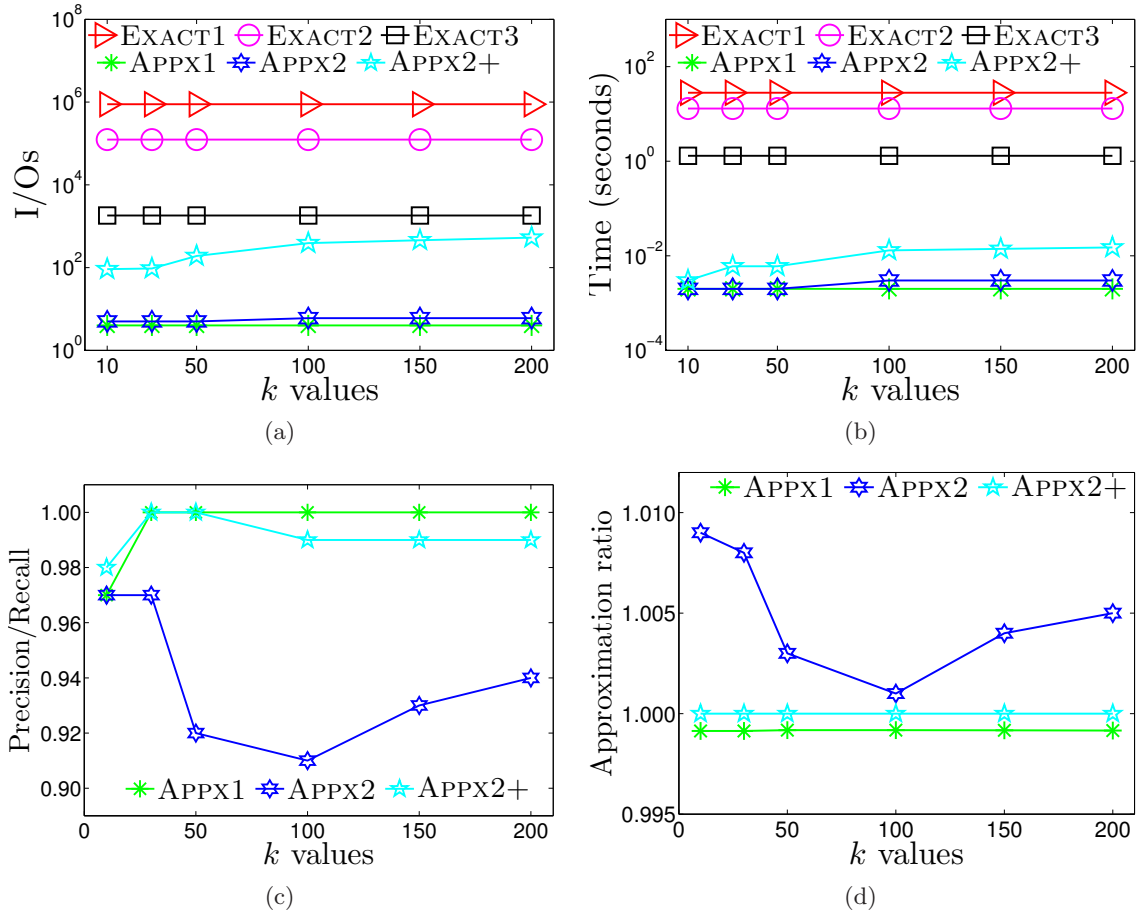 EXACT1 EXACT2 EXACT3
APPX1 APPX2 APPX2+
10^8
10^6
10^4
10^2
10^0
I/Os
10 50 100 150 200
k values
(a)
EXACT1 EXACT2 EXACT3
APPX1 APPX2 APPX2+
10^2
10^0
10^−2
10^−4
Time (seconds)
10 50 100 150 200
k values
(b)
1.00
0.98
0.96
0.94
0.92
0.90
Precision/Recall
APPX1 APPX2 APPX2+
0 50 100 150 200
k values
(c)
APPX1 APPX2 APPX2+
1.010
1.005
1.000
0.995
Approximation ratio
0 50 100 150 200
k values
(d)